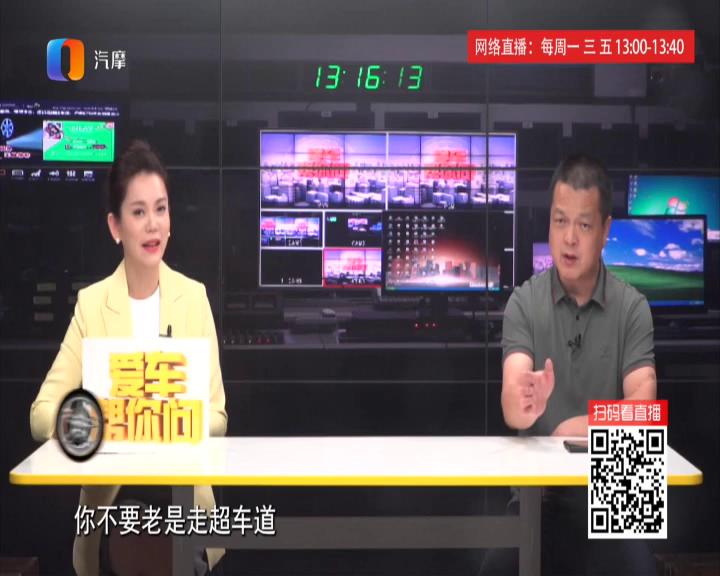 汽摩
网络直播：每周一 三 五 13:00-13:40
13:16:13
爱车
帮你问
扫码看直播
你不要老是走超车道